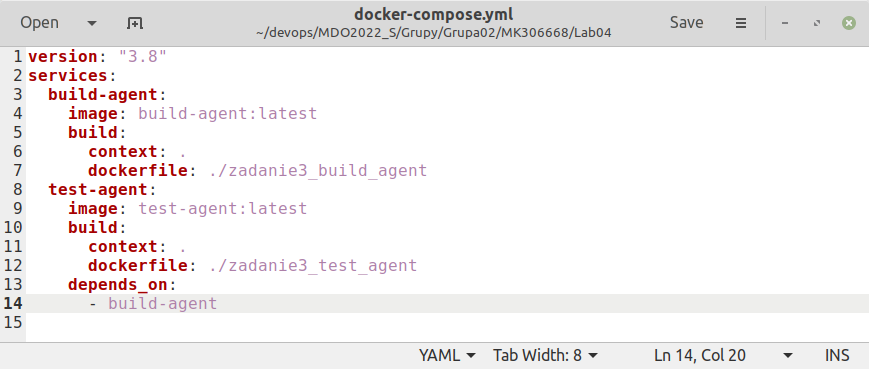 Open
docker-compose.yml
~/devops/MDO2022_S/Grupy/Grupa02/MK306668/Lab04
Save
1 version: "3.8"
2 services:
3   build-agent:
4     image: build-agent:latest
5     build:
6       context: .
7       dockerfile: ./zadanie3_build_agent
8   test-agent:
9     image: test-agent:latest
10     build:
11       context: .
12       dockerfile: ./zadanie3_test_agent
13     depends_on:
14       - build-agent
15
YAML Tab Width: 8 Ln 14, Col 20 INS